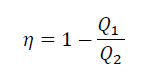 η = 1 − Q₁/Q₂